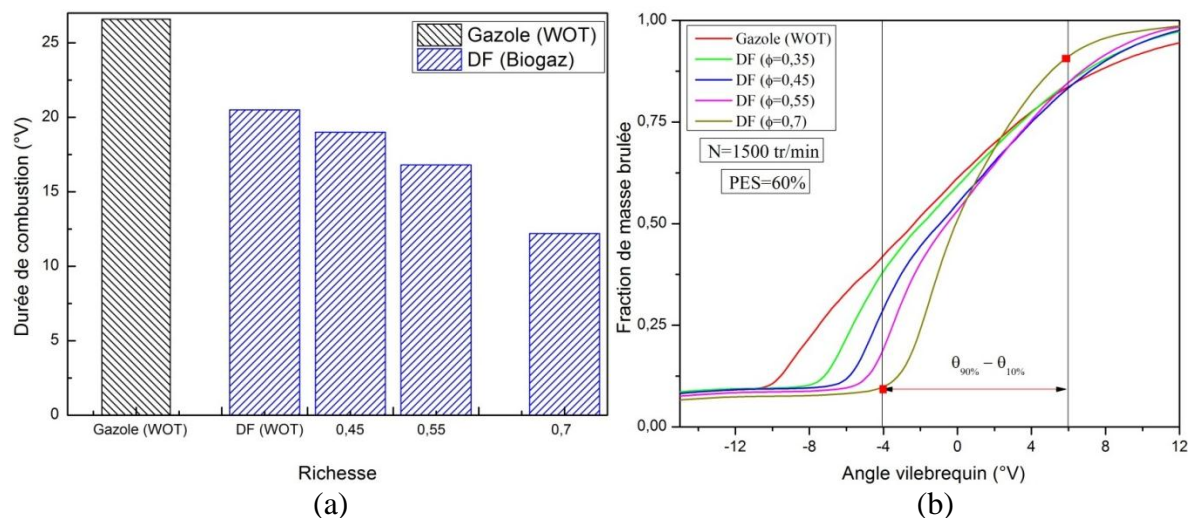 25
20
15
10
5
0
Durée de combustion (°V)
Gazole (WOT)
DF (Biogaz)
Gazole (WOT) DF (WOT) 0,45 0,55 0,7
Richesse
(a)
1,00
0,75
0,50
0,25
0,00
Fraction de masse brulée
Gazole (WOT)
DF (ϕ=0,35)
DF (ϕ=0,45)
DF (ϕ=0,55)
DF (ϕ=0,7)
N=1500 tr/min
PES=60%
θ90% − θ10%
-12 -8 -4 0 4 8 12
Angle vilebrequin (°V)
(b)